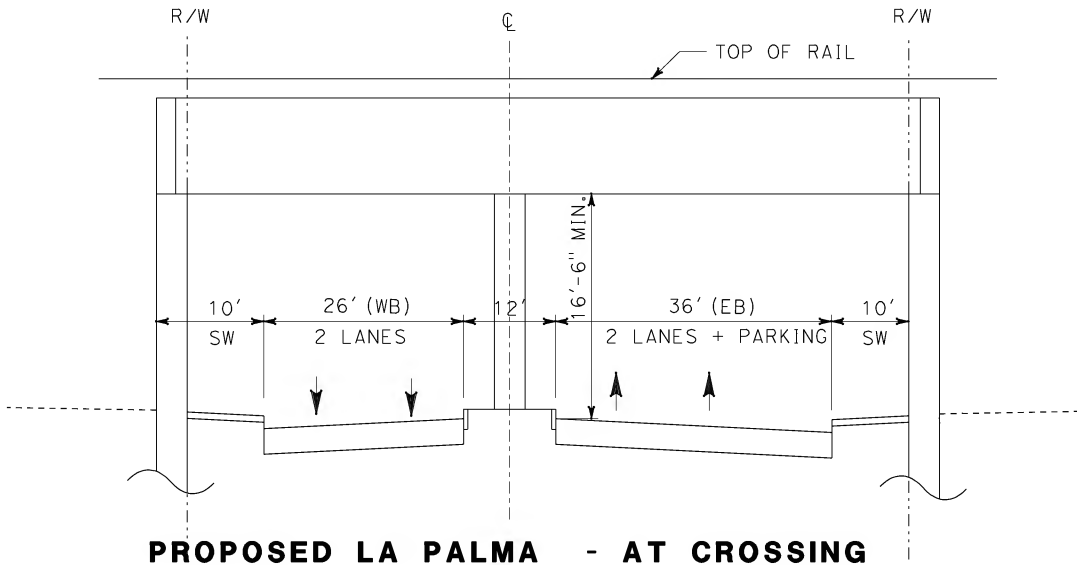 R/W
℄
R/W
TOP OF RAIL
16'-6" MIN.
10'
26' (WB)
12'
36' (EB)
10'
SW
2 LANES
2 LANES + PARKING
SW
PROPOSED LA PALMA - AT CROSSING